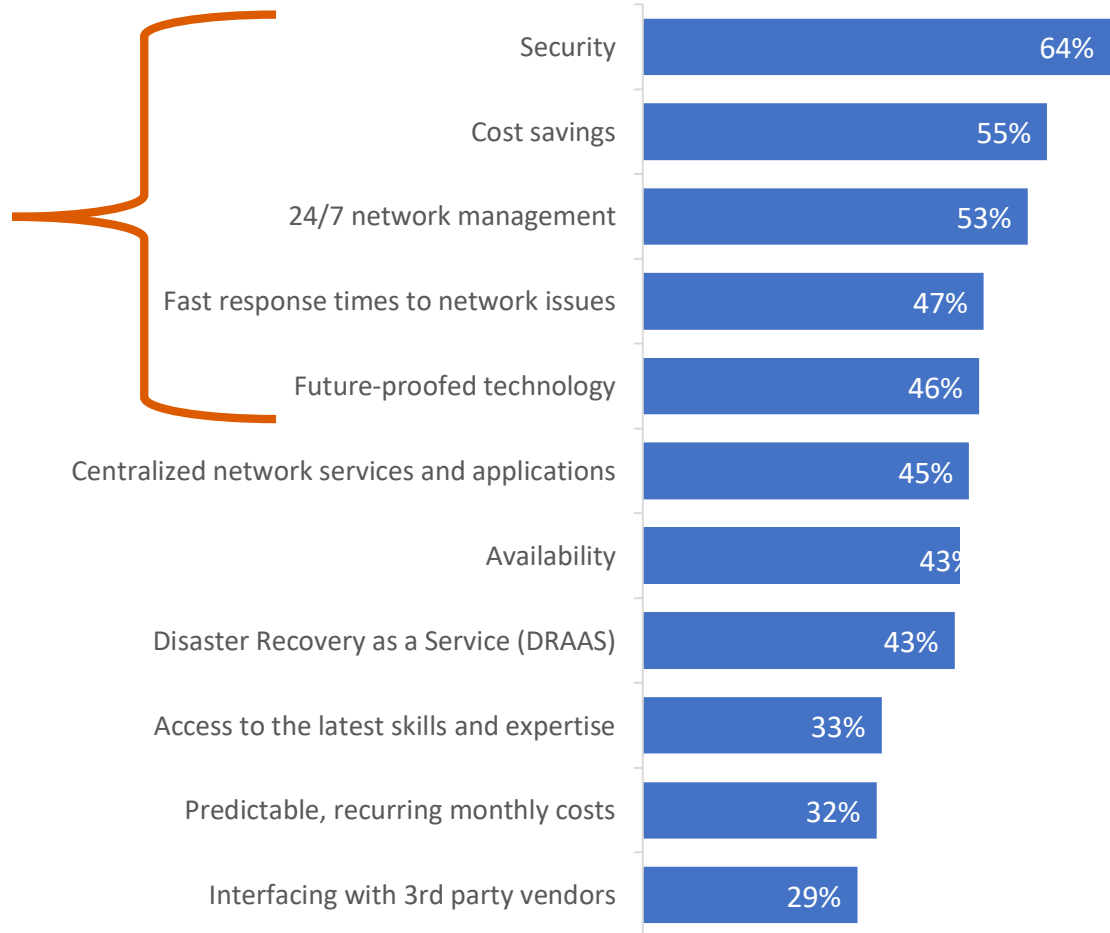 Security 64%
Cost savings 55%
24/7 network management 53%
Fast response times to network issues 47%
Future-proofed technology 46%
Centralized network services and applications 45%
Availability 43%
Disaster Recovery as a Service (DRAAS) 43%
Access to the latest skills and expertise 33%
Predictable, recurring monthly costs 32%
Interfacing with 3rd party vendors 29%